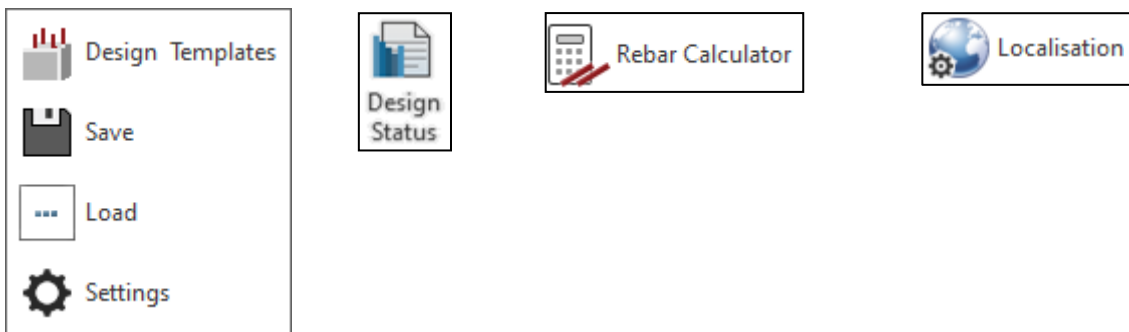 Design Templates
Save
Load
Settings
Design
Status
Rebar Calculator
Localisation